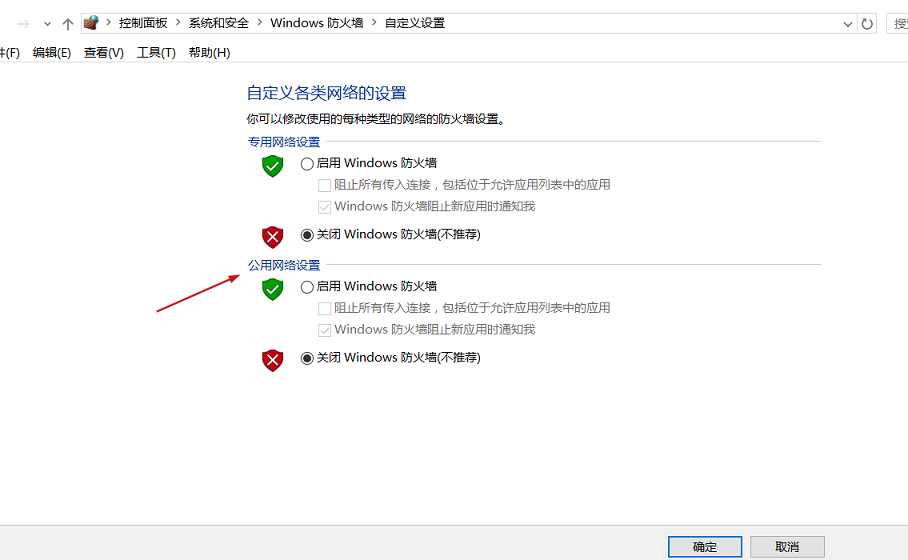 控制面板 > 系统和安全 > Windows 防火墙 > 自定义设置
编辑(E) 查看(V) 工具(T) 帮助(H)
自定义各类网络的设置
你可以修改使用的每种类型的网络的防火墙设置。
专用网络设置
启用 Windows 防火墙
阻止所有传入连接，包括位于允许应用列表中的应用
Windows 防火墙阻止新应用时通知我
关闭 Windows 防火墙(不推荐)
公用网络设置
启用 Windows 防火墙
阻止所有传入连接，包括位于允许应用列表中的应用
Windows 防火墙阻止新应用时通知我
关闭 Windows 防火墙(不推荐)
确定 取消